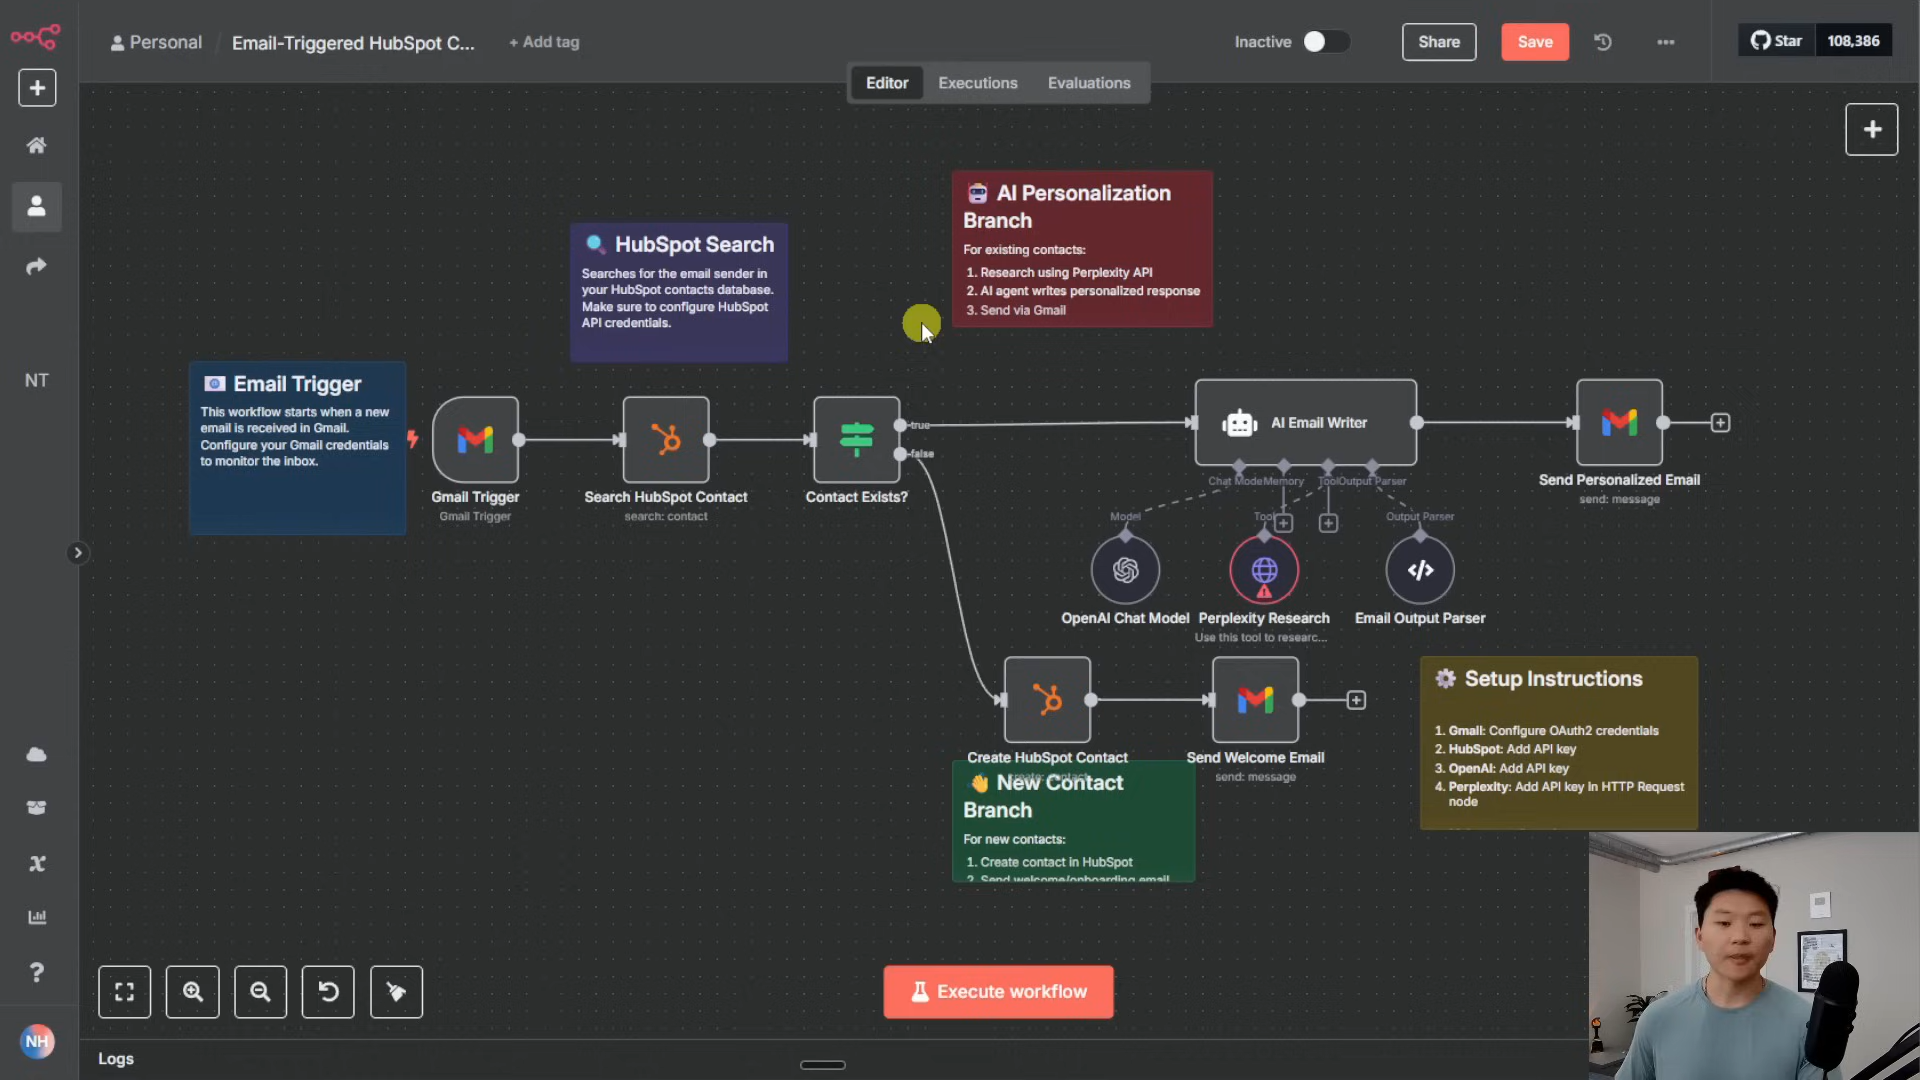 Personal
/
Email-Triggered HubSpot C...
+ Add tag
Inactive
Share
Save
Star
108,386
Editor
Executions
Evaluations
AI Personalization
Branch
For existing contacts:
1. Research using Perplexity API
2. AI agent writes personalized response
3. Send via Gmail
HubSpot Search
Searches for the email sender in
your HubSpot contacts database.
Make sure to configure HubSpot
API credentials.
NT
Email Trigger
This workflow starts when a new
email is received in Gmail.
Configure your Gmail credentials
to monitor the inbox.
Gmail Trigger
Gmail Trigger
Search HubSpot Contact
search: contact
Contact Exists?
true
false
AI Email Writer
Chat Mode
Memory
Tool
Output Parser
Send Personalized Email
send: message
Model
Tool
Output Parser
OpenAI Chat Model
Perplexity Research
Use this tool to researc...
Email Output Parser
Create HubSpot Contact
create: contact
Send Welcome Email
send: message
New Contact
Branch
For new contacts:
1. Create contact in HubSpot
2. Send welcome/onboarding email
Setup Instructions
1. Gmail: Configure OAuth2 credentials
2. HubSpot: Add API key
3. OpenAI: Add API key
4. Perplexity: Add API key in HTTP Request
node
Execute workflow
NH
Logs